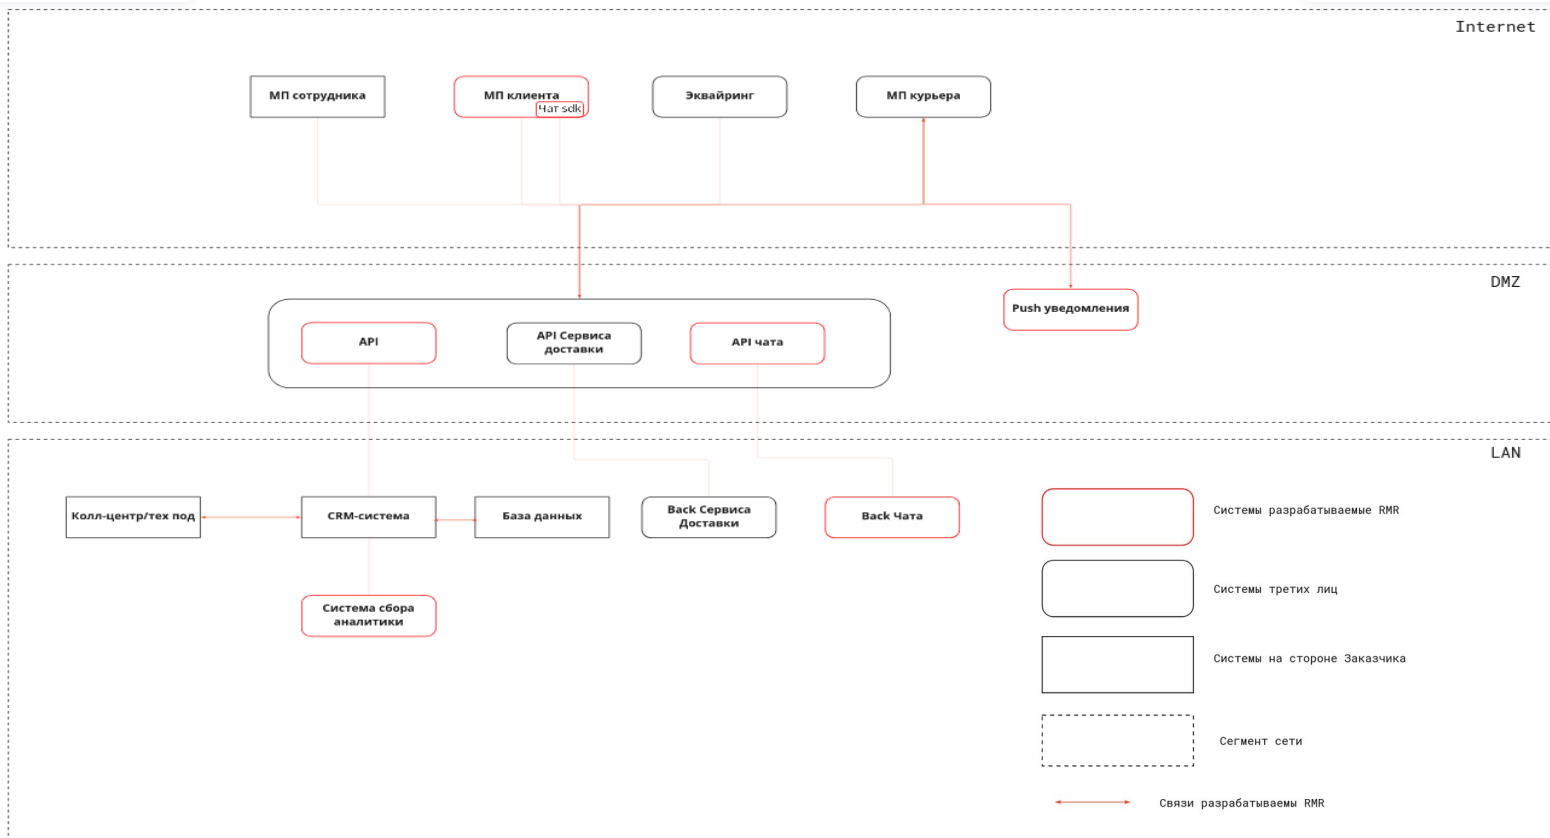 Internet
МП сотрудника
МП клиента
Чат sdk
Эквайринг
МП курьера
DMZ
Push уведомления
API
API Сервиса
доставки
API чата
LAN
Колл-центр/тех под
CRM-система
База данных
Back Сервиса
Доставки
Back Чата
Система сбора
аналитики
Системы разрабатываемые RMR
Системы третих лиц
Системы на стороне Заказчика
Сегмент сети
Связи разрабатываемы RMR